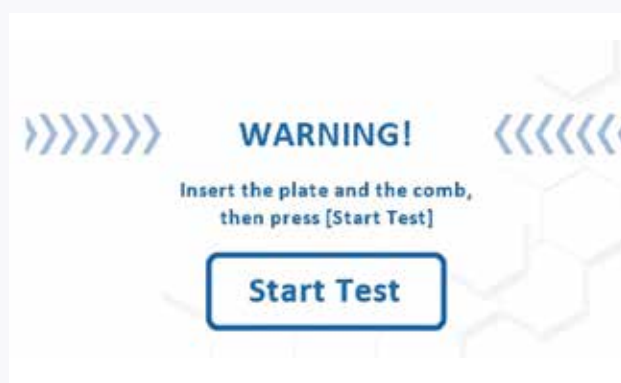 WARNING!
Insert the plate and the comb,
then press [Start Test]
Start Test